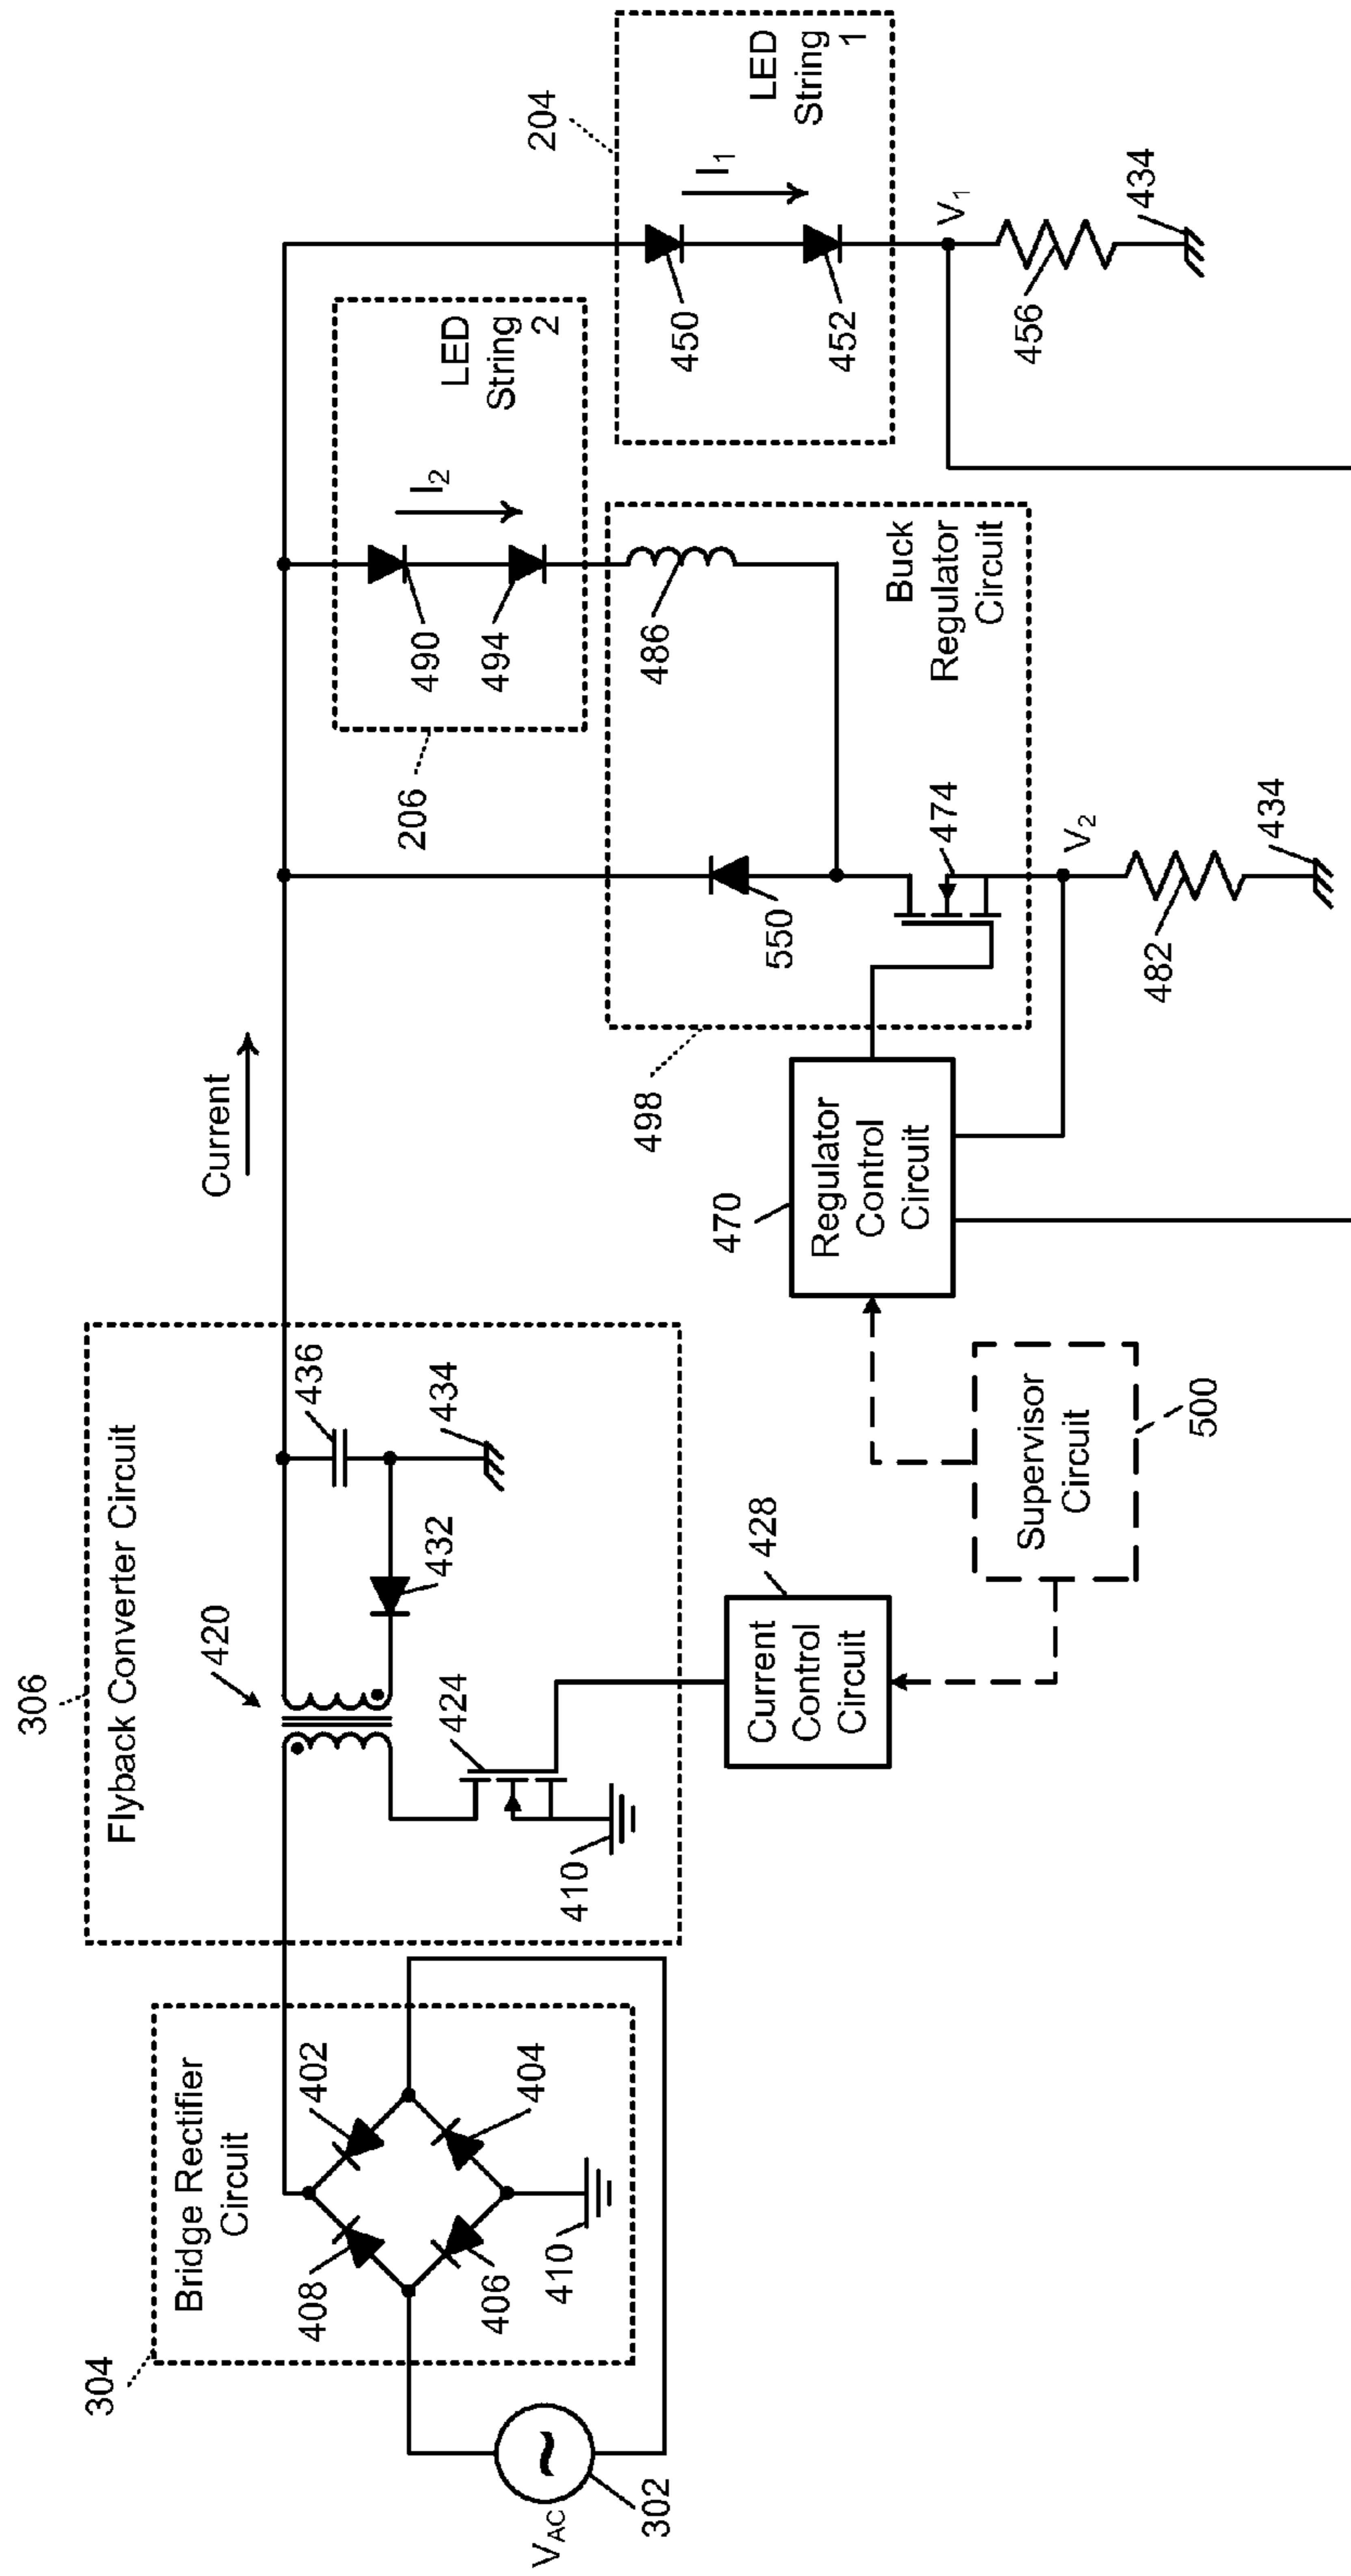 304
Bridge Rectifier
Circuit
408
402
406
404
410
VAC
302
306
Flyback Converter Circuit
420
436
424
432
434
410
428
Current
Control
Circuit
Supervisor
Circuit
500
Current
470
Regulator
Control
Circuit
498
206
490
494
I2
LED
String
2
550
486
474
Buck
Regulator
Circuit
V2
482
434
204
450
452
I1
LED
String
1
V1
456
434